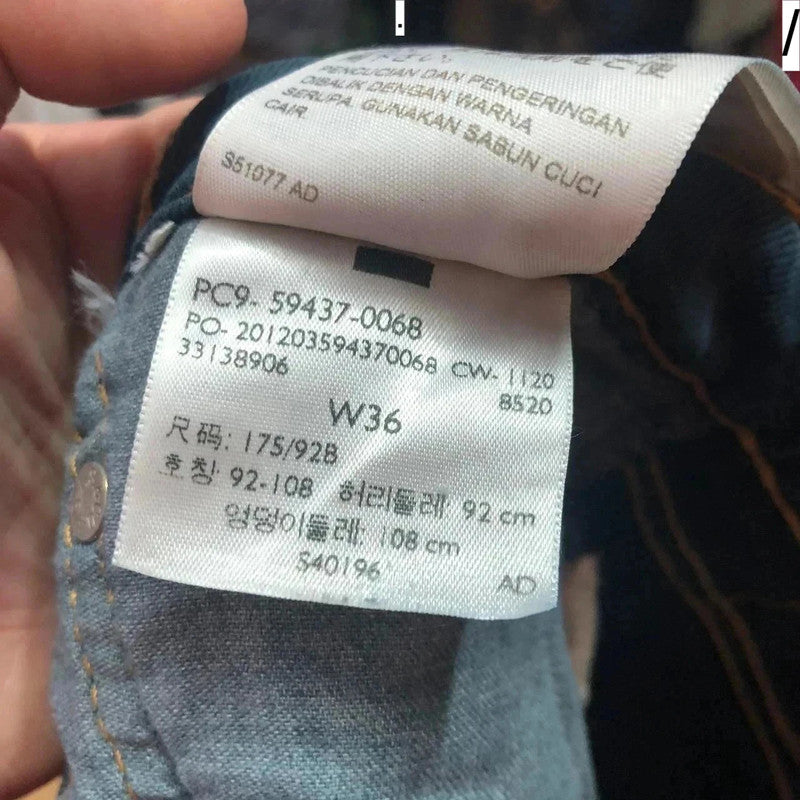 PENCUCIAN DAN PENGERINGAN
DIBALIK DENGAN WARNA
SERUPA. GUNAKAN SABUN CUCI
CAIR
S51077 AD
PC9- 59437-0068
PO- 201203594370068 CW- 1120
33138906 8520
W36
尺码: 175/92B
호칭 92-108 허리둘레 92 cm
엉덩이둘레: 108 cm
S40196 AD